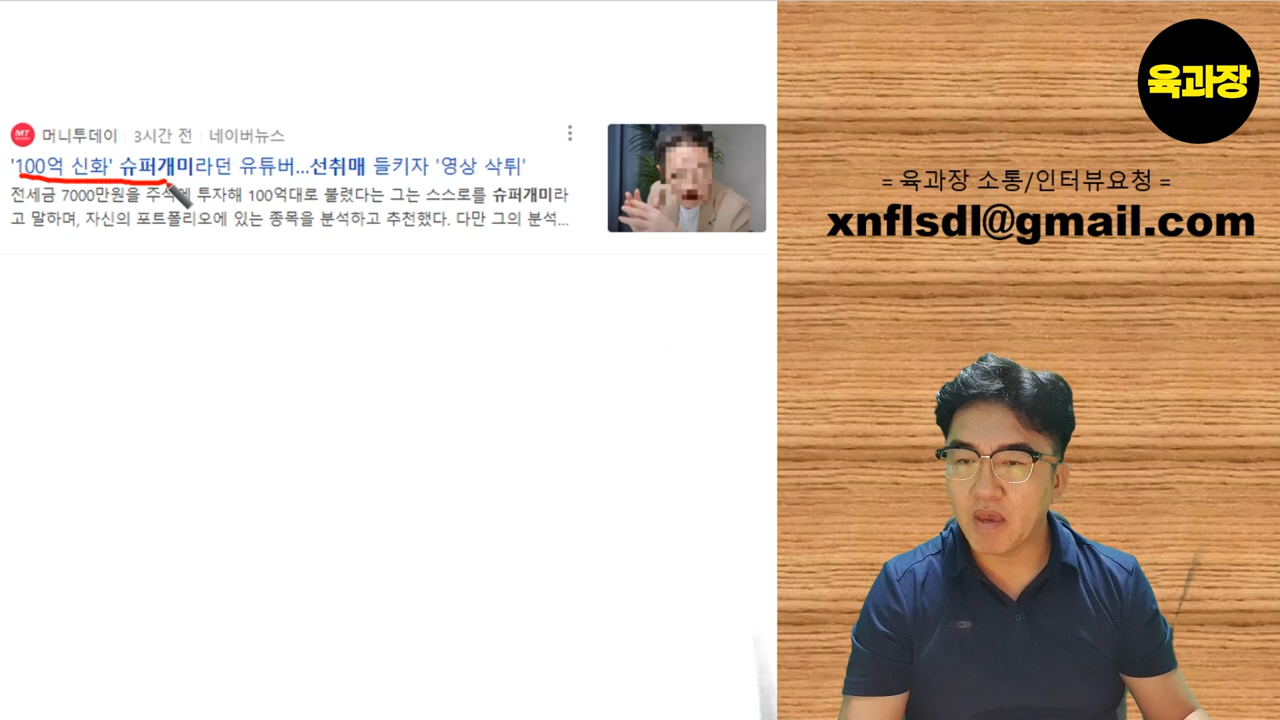 머니투데이 3시간 전 네이버뉴스
'100억 신화' 슈퍼개미라던 유튜버...선취매 들키자 '영상 삭튀'
전세금 7000만원을 주식에 투자해 100억대로 불렸다는 그는 스스로를 슈퍼개미라
고 말하며, 자신의 포트폴리오에 있는 종목을 분석하고 추천했다. 다만 그의 분석...
육과장
= 육과장 소통/인터뷰요청 =
xnflsdl@gmail.com